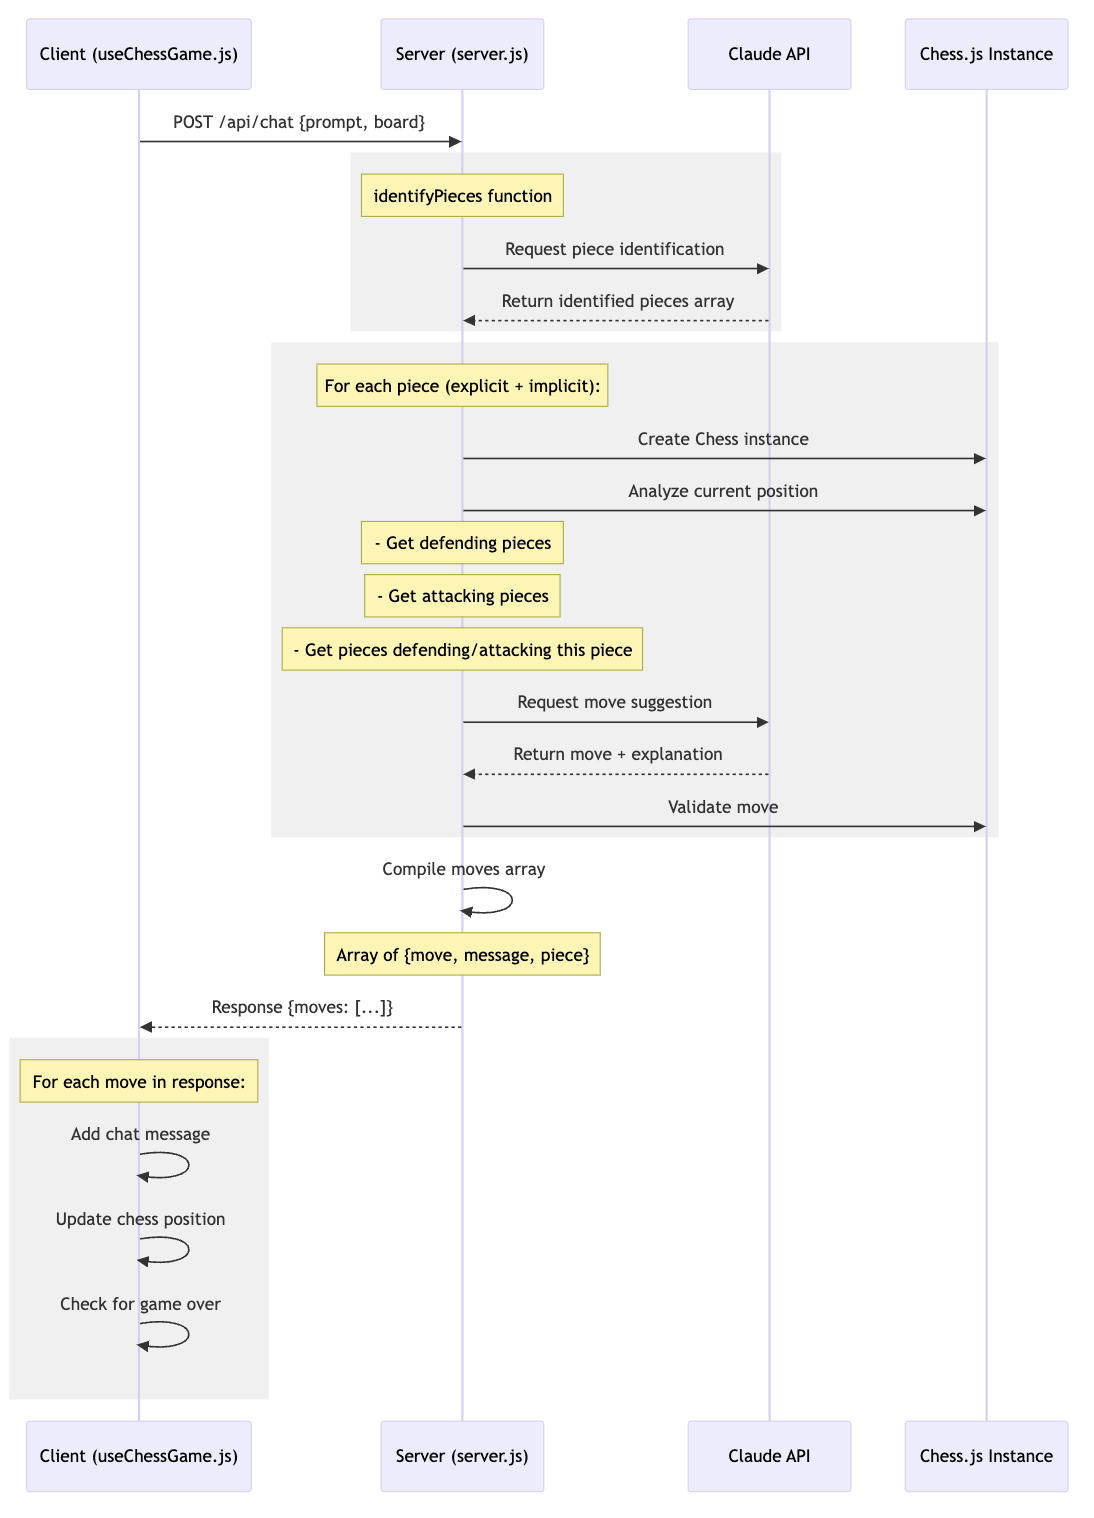 Client (useChessGame.js)
Server (server.js)
Claude API
Chess.js Instance
POST /api/chat {prompt, board}
identifyPieces function
Request piece identification
Return identified pieces array
For each piece (explicit + implicit):
Create Chess instance
Analyze current position
- Get defending pieces
- Get attacking pieces
- Get pieces defending/attacking this piece
Request move suggestion
Return move + explanation
Validate move
Compile moves array
Array of {move, message, piece}
Response {moves: [...]}
For each move in response:
Add chat message
Update chess position
Check for game over
Client (useChessGame.js)
Server (server.js)
Claude API
Chess.js Instance